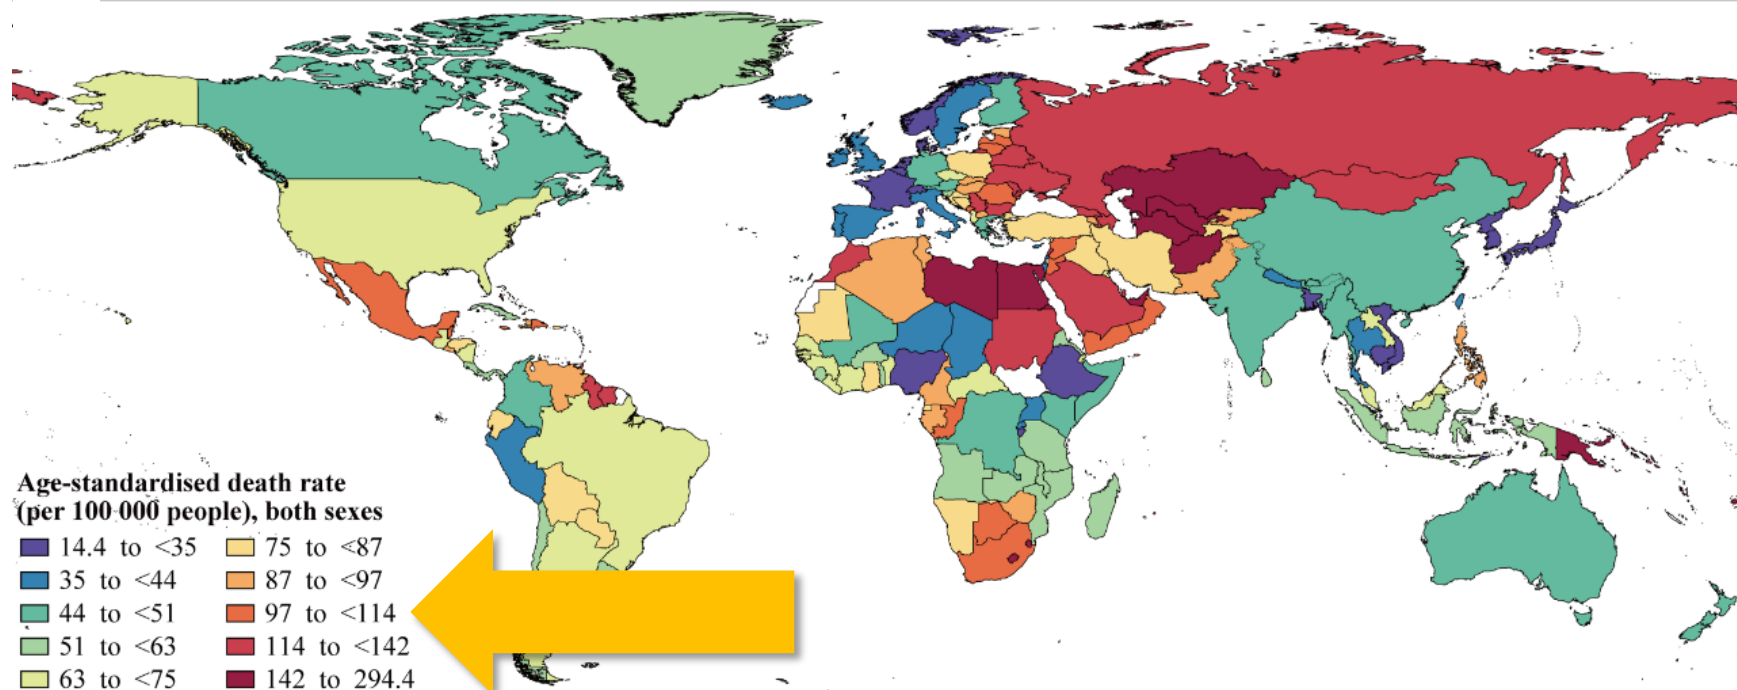 Age-standardised death rate
(per 100 000 people), both sexes
14.4 to <35
35 to <44
44 to <51
51 to <63
63 to <75
75 to <87
87 to <97
97 to <114
114 to <142
142 to 294.4